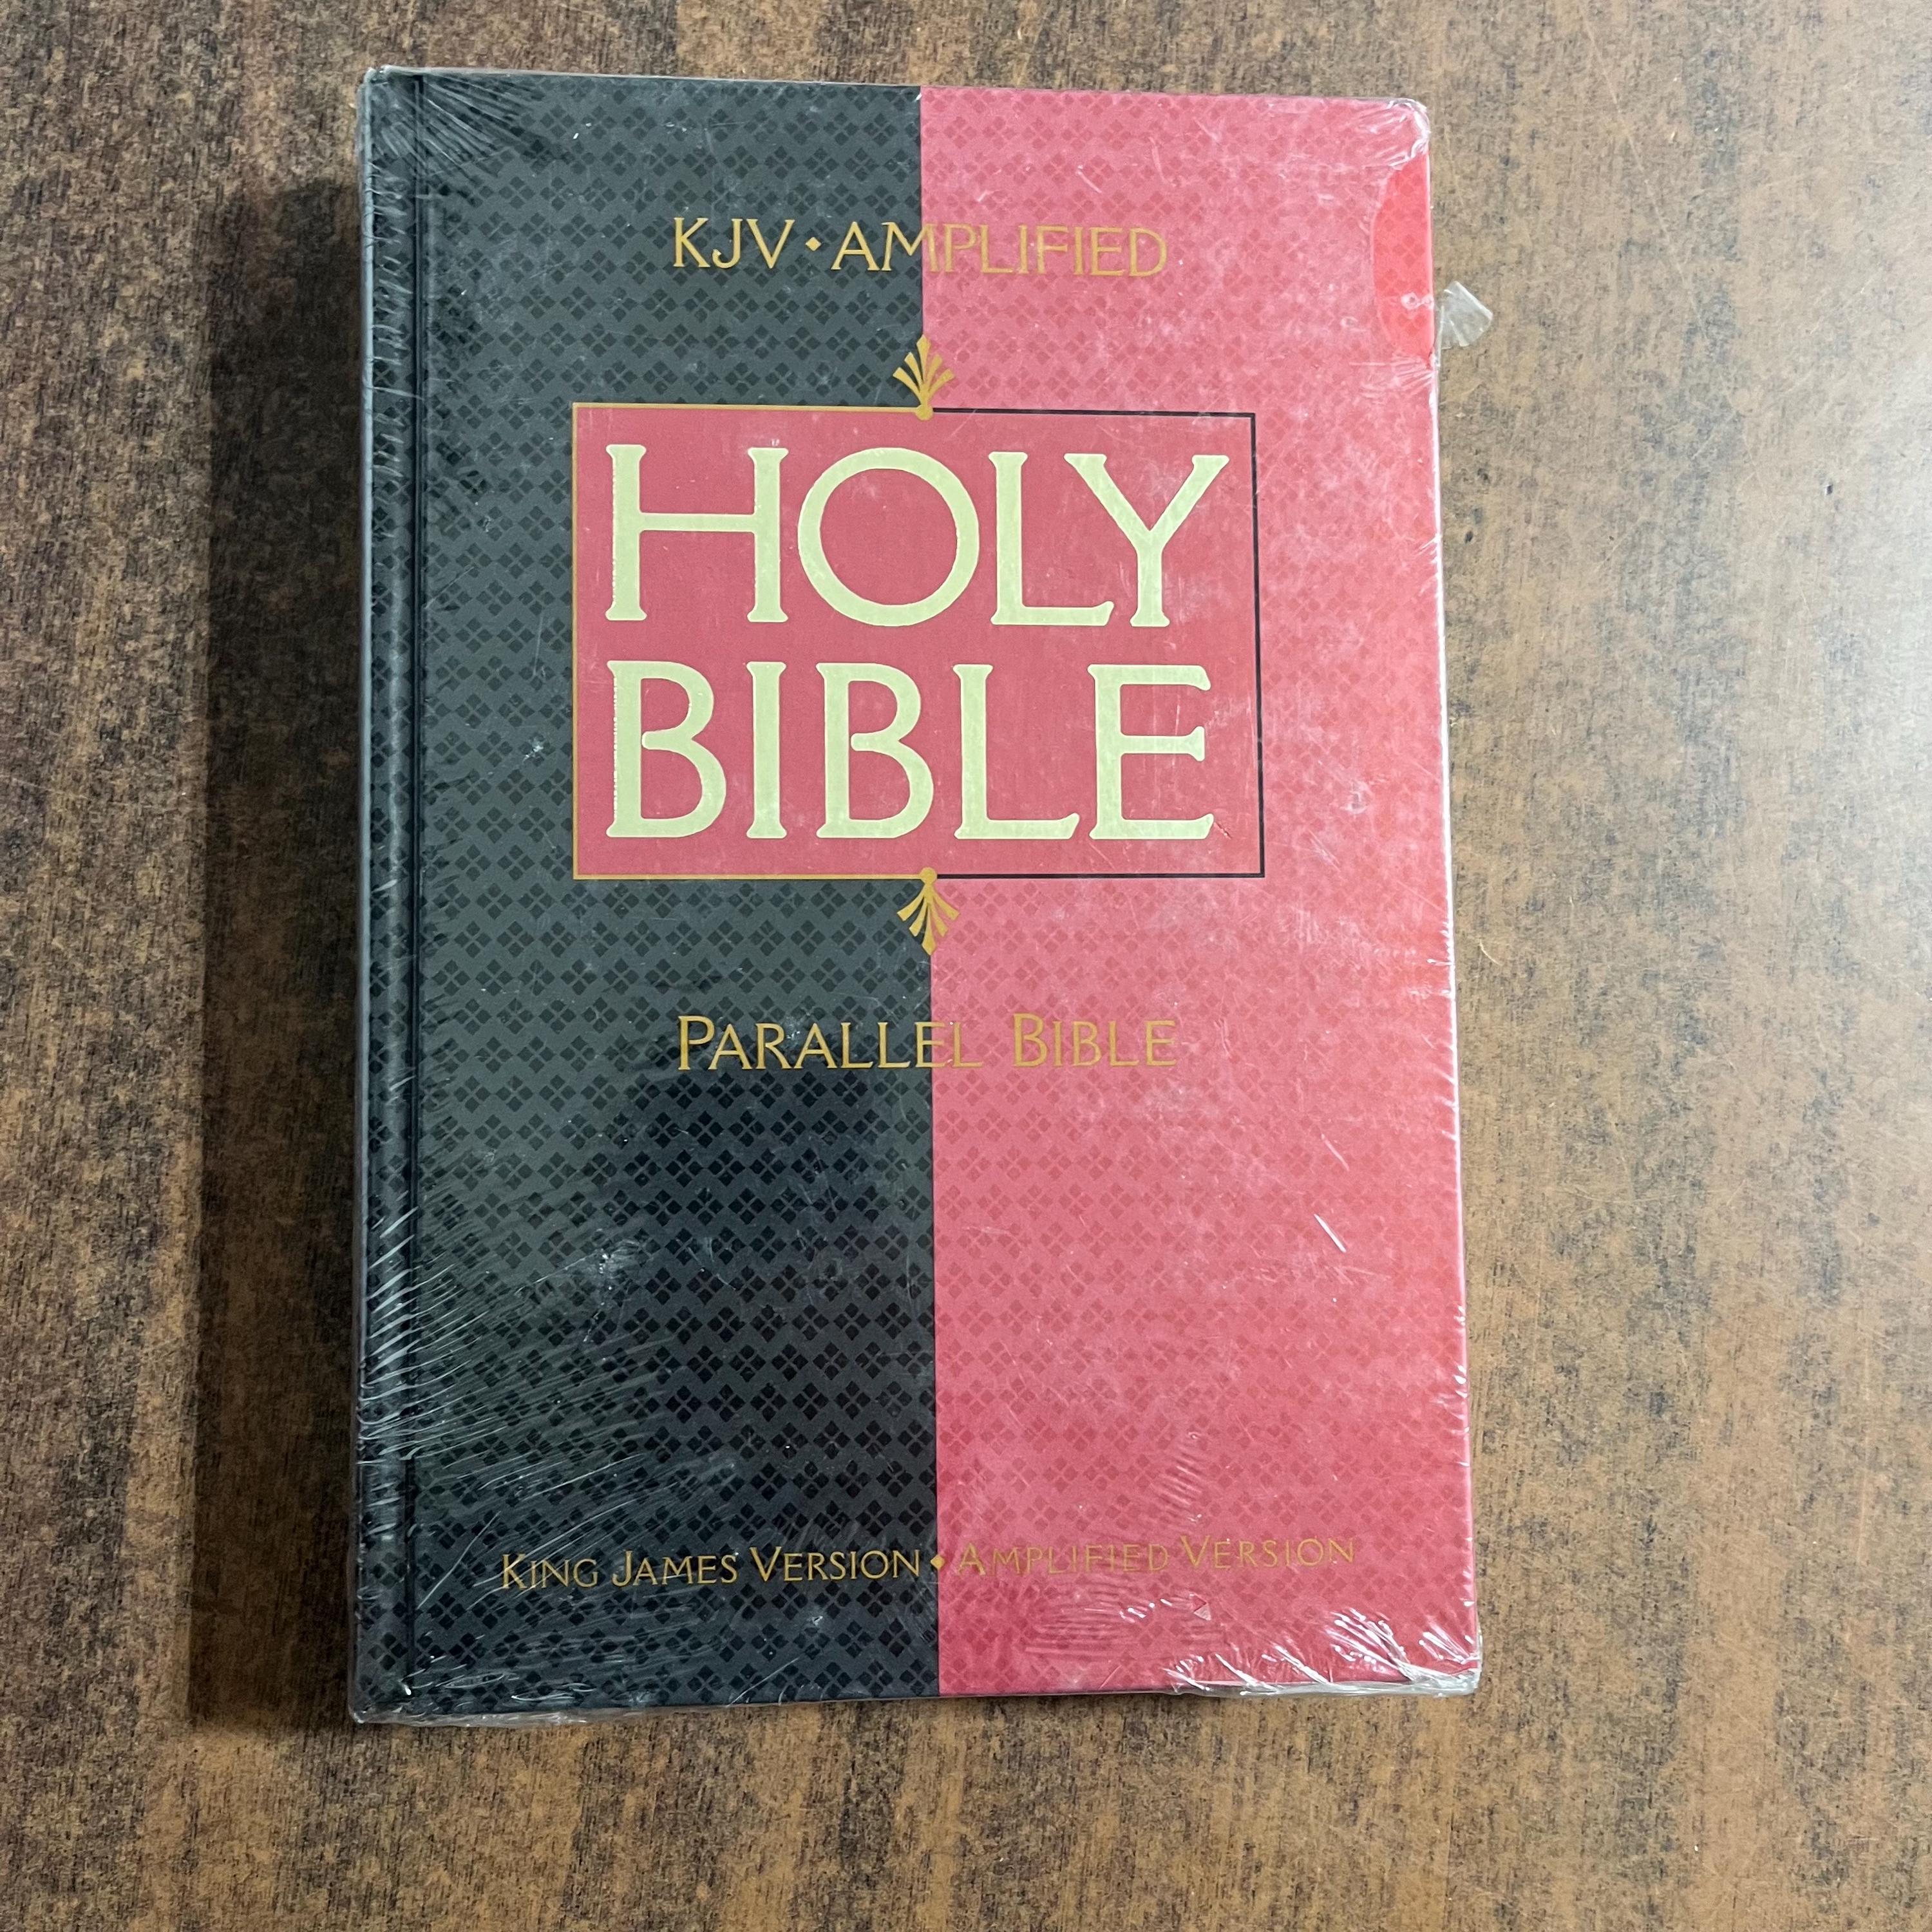 KJV • AMPLIFIED
HOLY
BIBLE
PARALLEL BIBLE
KING JAMES VERSION • AMPLIFIED VERSION